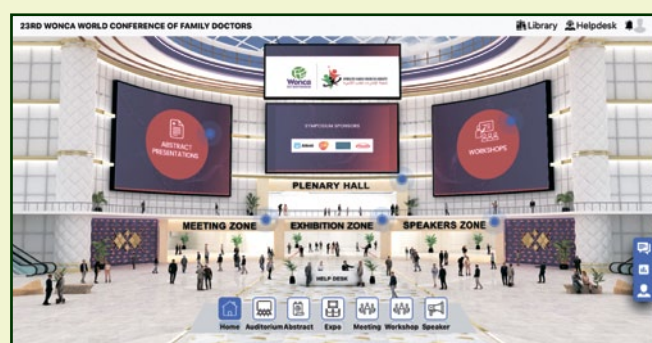 23RD WONCA WORLD CONFERENCE OF FAMILY DOCTORS
Library Helpdesk
Wonca
SYMPOSIUM SPONSORS
ABSTRACT
PRESENTATIONS
WORKSHOPS
PLENARY HALL
MEETING ZONE EXHIBITION ZONE SPEAKERS ZONE
HELP DESK
Home Auditorium Abstract Expo Meeting Workshop Speaker